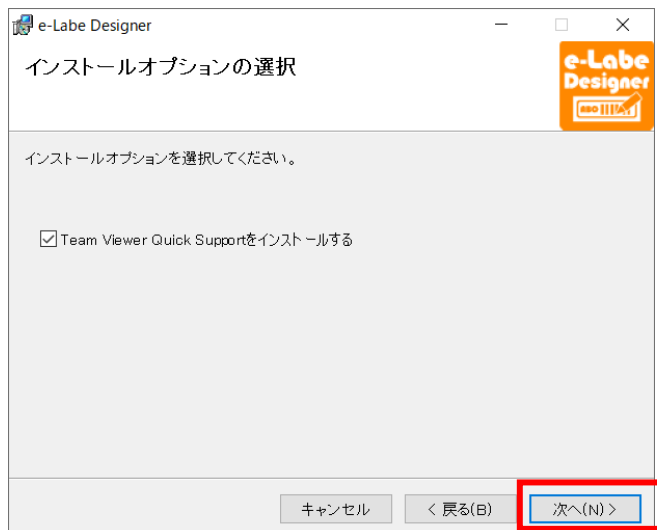 e-Labe Designer
インストールオプションの選択
e-Labe
Designer
ABO
インストールオプションを選択してください。
Team Viewer Quick Supportをインストールする
キャンセル
< 戻る(B)
次へ(N) >